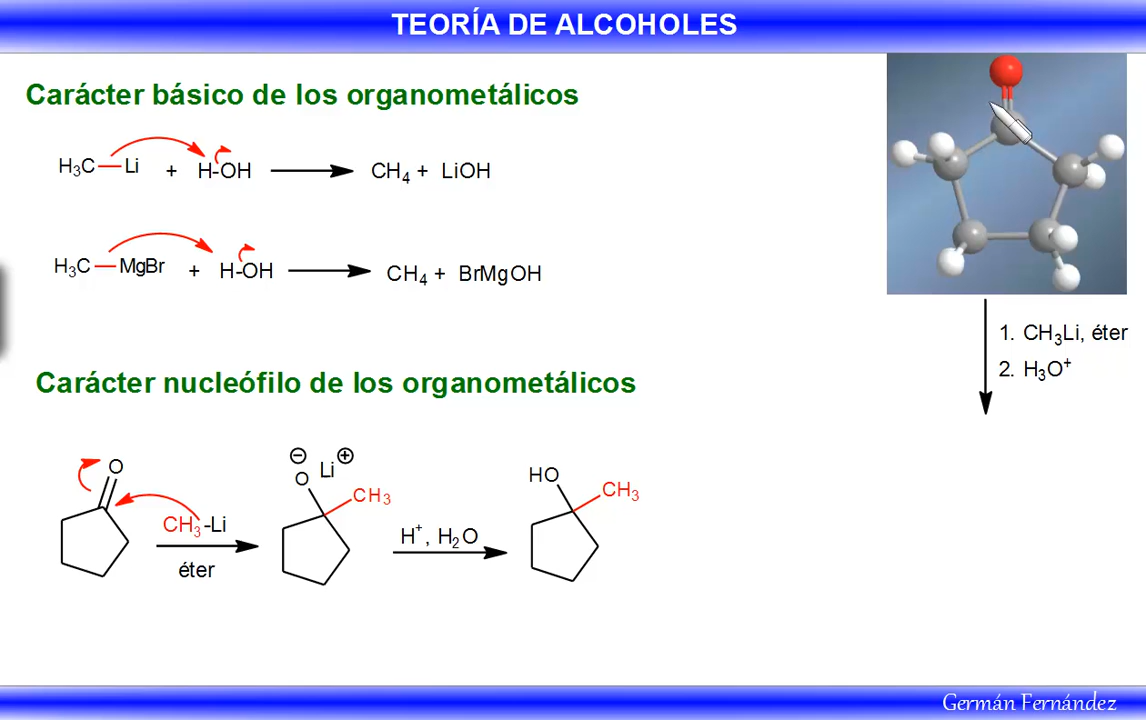 TEORÍA DE ALCOHOLES
Carácter básico de los organometálicos
H₃C—Li + H-OH CH₄ + LiOH
H₃C—MgBr + H-OH CH₄ + BrMgOH
1. CH₃Li, éter
2. H₃O⁺
Carácter nucleófilo de los organometálicos
O
CH₃-Li
éter
⊖
O Li ⊕
CH₃
H⁺, H₂O
HO
CH₃
Germán Fernández